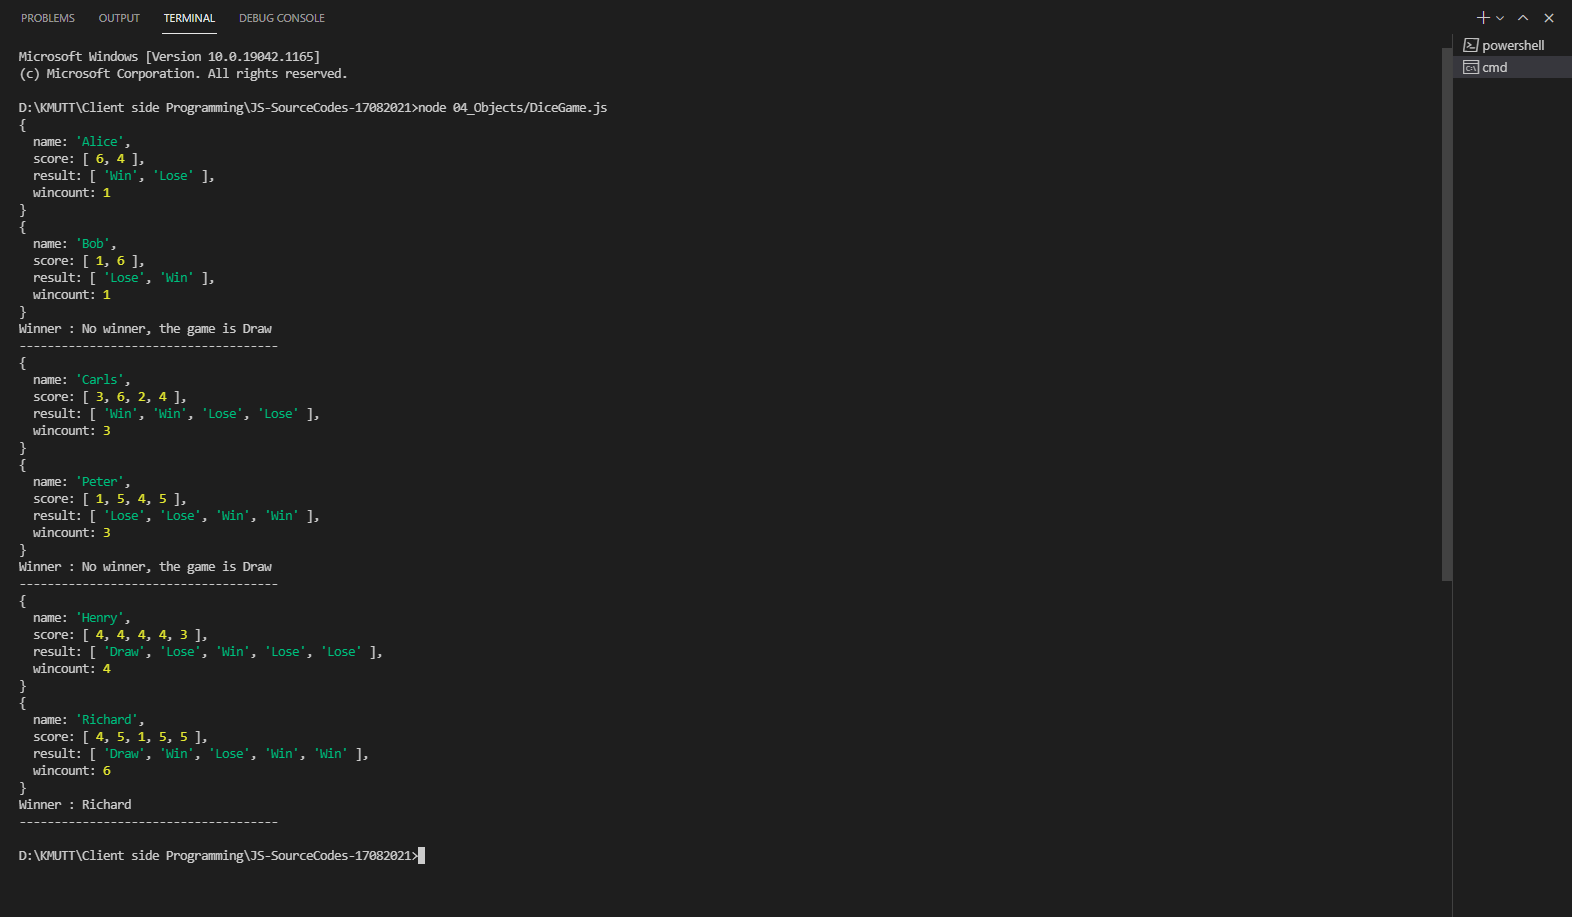 PROBLEMS OUTPUT TERMINAL DEBUG CONSOLE
powershell
cmd
Microsoft Windows [Version 10.0.19042.1165]
(c) Microsoft Corporation. All rights reserved.
D:\KMUTT\Client side Programming\JS-SourceCodes-17082021>node 04_Objects/DiceGame.js
{
  name: 'Alice',
  score: [ 6, 4 ],
  result: [ 'Win', 'Lose' ],
  wincount: 1
}
{
  name: 'Bob',
  score: [ 1, 6 ],
  result: [ 'Lose', 'Win' ],
  wincount: 1
}
Winner : No winner, the game is Draw
-------------------------------------
{
  name: 'Carls',
  score: [ 3, 6, 2, 4 ],
  result: [ 'Win', 'Win', 'Lose', 'Lose' ],
  wincount: 3
}
{
  name: 'Peter',
  score: [ 1, 5, 4, 5 ],
  result: [ 'Lose', 'Lose', 'Win', 'Win' ],
  wincount: 3
}
Winner : No winner, the game is Draw
-------------------------------------
{
  name: 'Henry',
  score: [ 4, 4, 4, 4, 3 ],
  result: [ 'Draw', 'Lose', 'Win', 'Lose', 'Lose' ],
  wincount: 4
}
{
  name: 'Richard',
  score: [ 4, 5, 1, 5, 5 ],
  result: [ 'Draw', 'Win', 'Lose', 'Win', 'Win' ],
  wincount: 6
}
Winner : Richard
-------------------------------------
D:\KMUTT\Client side Programming\JS-SourceCodes-17082021>